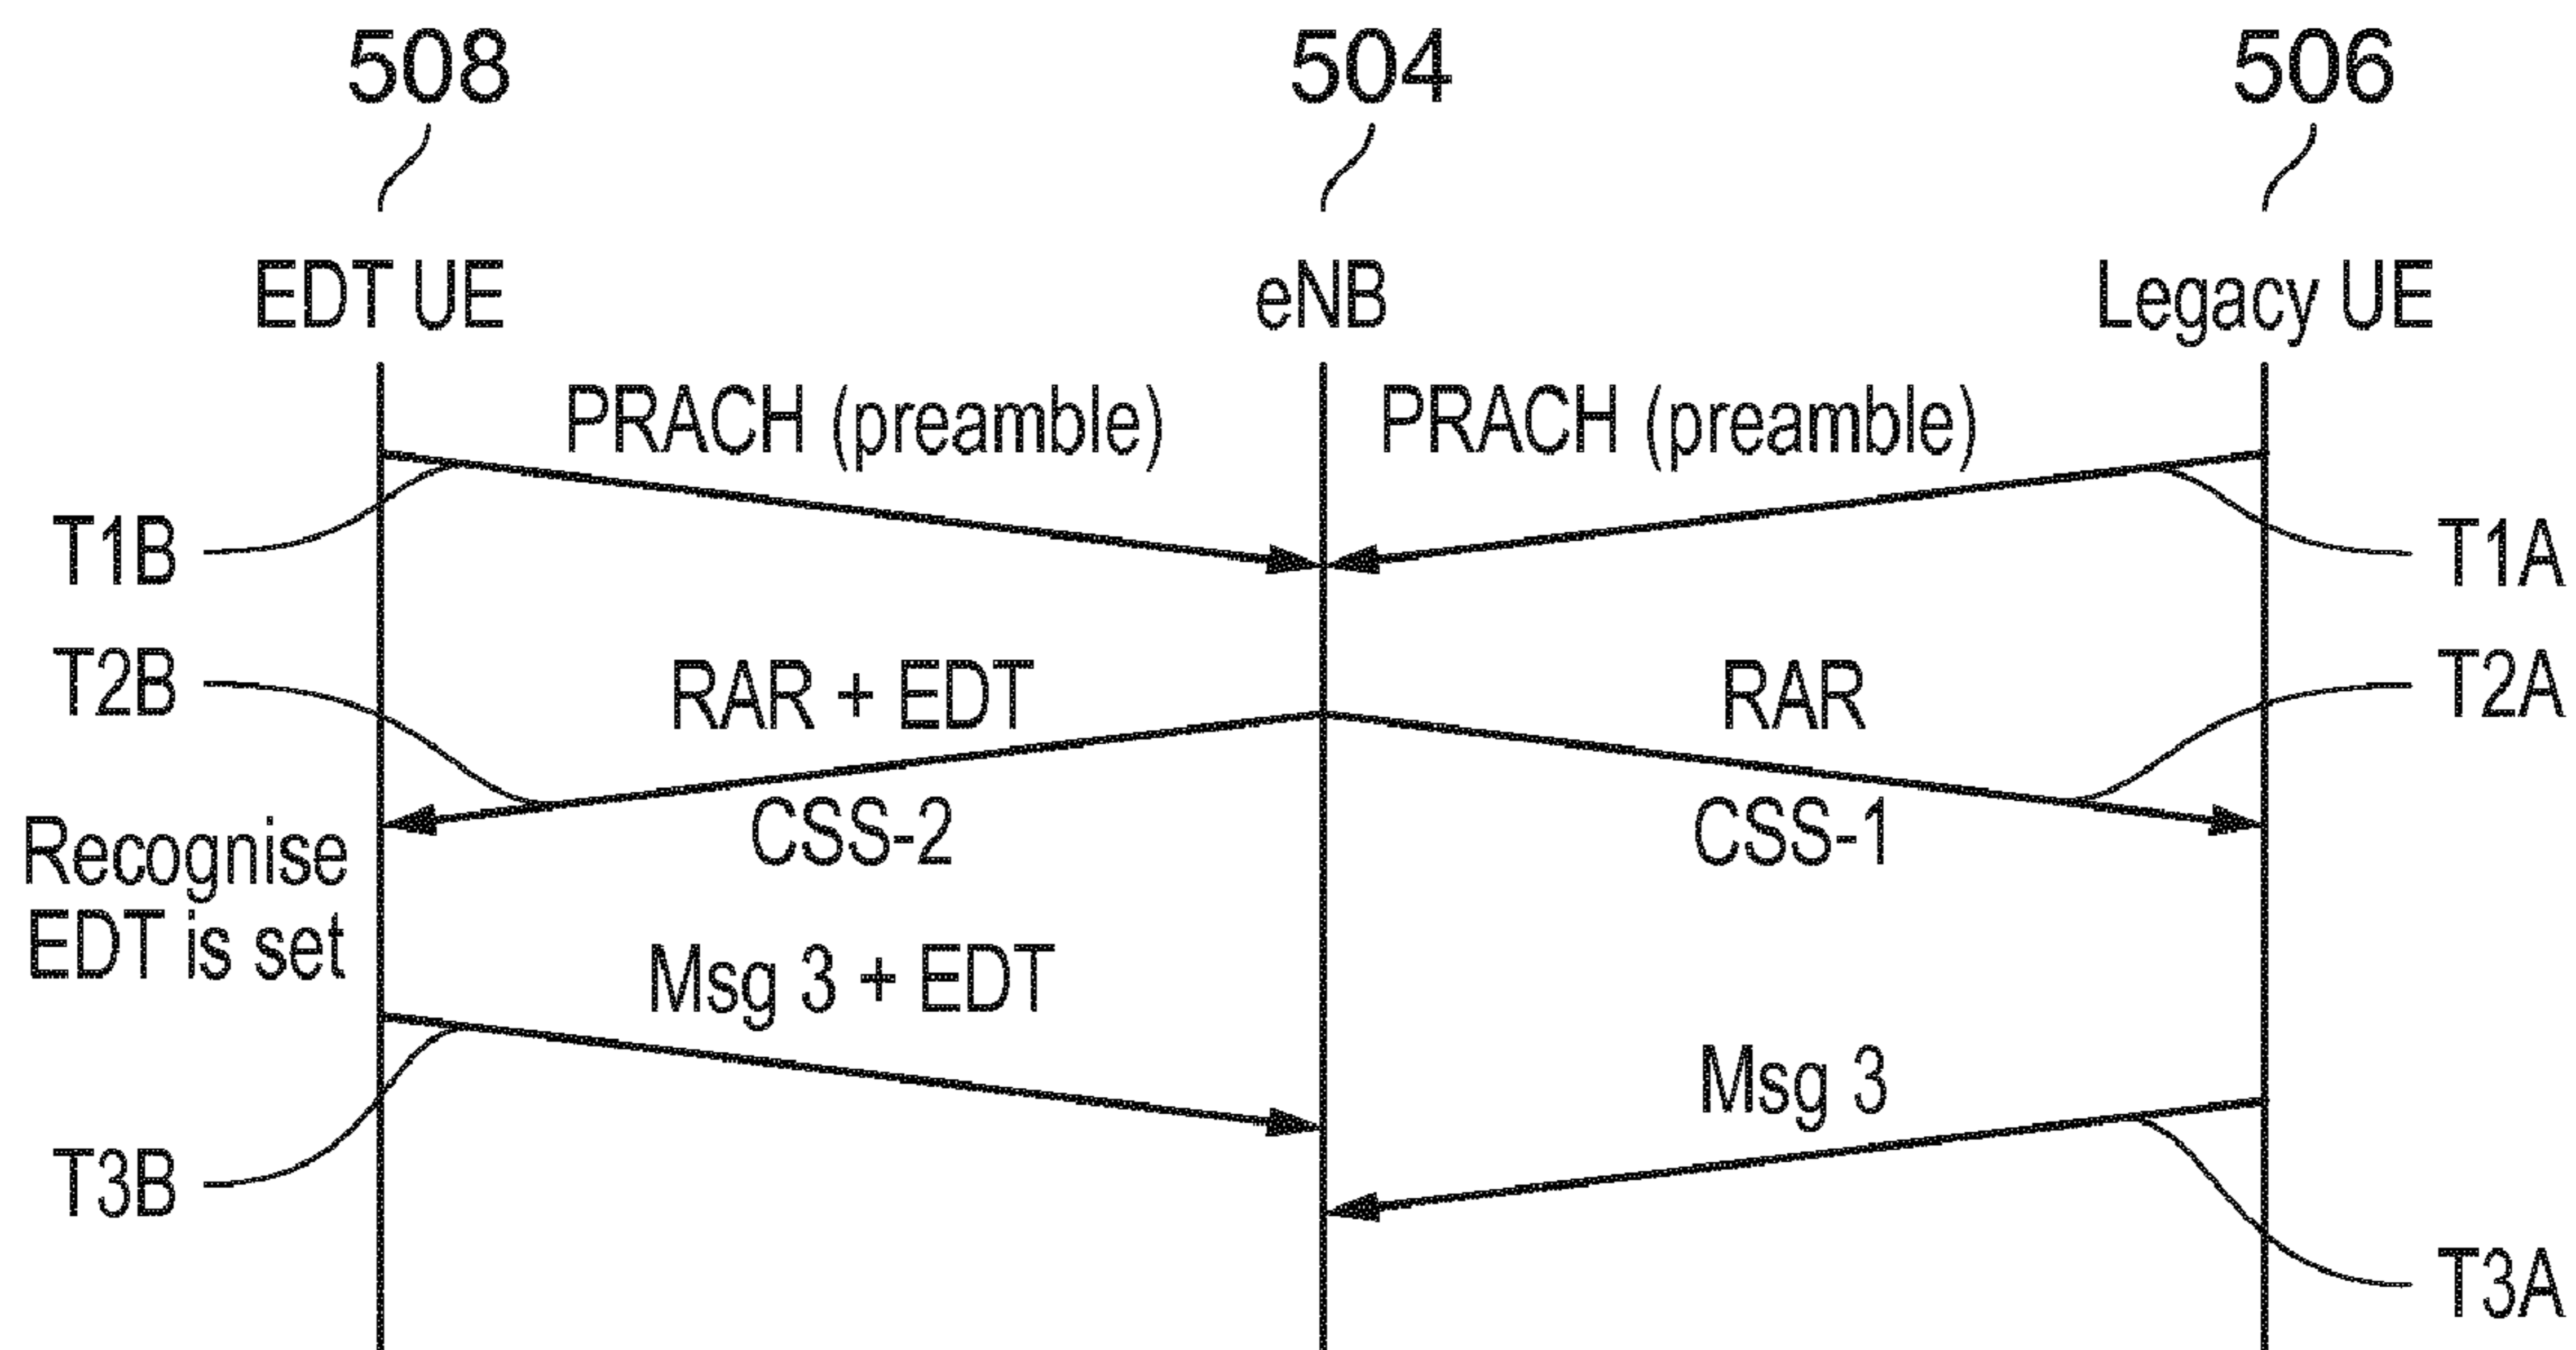 508
504
506
EDT UE
eNB
Legacy UE
PRACH (preamble)
PRACH (preamble)
T1B
T1A
T2B
RAR + EDT
RAR
T2A
CSS-2
CSS-1
Recognise
EDT is set
Msg 3 + EDT
Msg 3
T3B
T3A